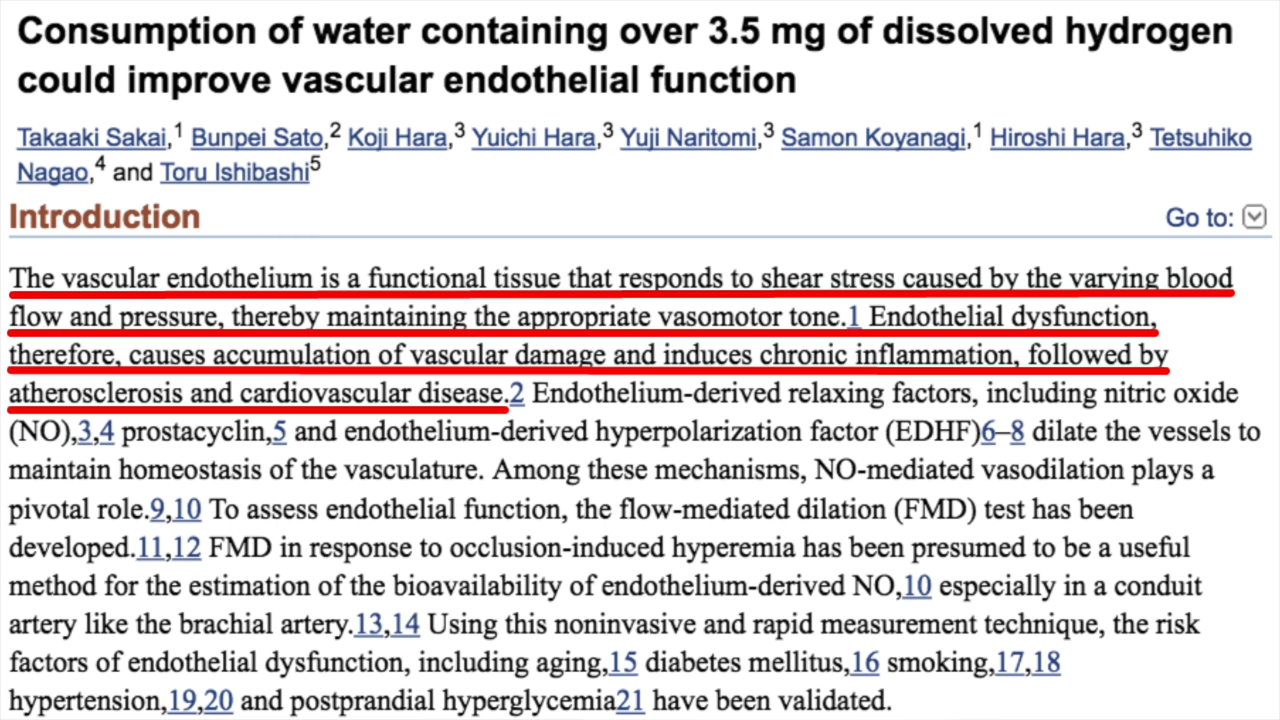 Consumption of water containing over 3.5 mg of dissolved hydrogen
could improve vascular endothelial function
Takaaki Sakai,1 Bunpei Sato,2 Koji Hara,3 Yuichi Hara,3 Yuji Naritomi,3 Samon Koyanagi,1 Hiroshi Hara,3 Tetsuhiko
Nagao,4 and Toru Ishibashi5
Introduction Go to:
The vascular endothelium is a functional tissue that responds to shear stress caused by the varying blood
flow and pressure, thereby maintaining the appropriate vasomotor tone.1 Endothelial dysfunction,
therefore, causes accumulation of vascular damage and induces chronic inflammation, followed by
atherosclerosis and cardiovascular disease.2 Endothelium-derived relaxing factors, including nitric oxide
(NO),3,4 prostacyclin,5 and endothelium-derived hyperpolarization factor (EDHF)6–8 dilate the vessels to
maintain homeostasis of the vasculature. Among these mechanisms, NO-mediated vasodilation plays a
pivotal role.9,10 To assess endothelial function, the flow-mediated dilation (FMD) test has been
developed.11,12 FMD in response to occlusion-induced hyperemia has been presumed to be a useful
method for the estimation of the bioavailability of endothelium-derived NO,10 especially in a conduit
artery like the brachial artery.13,14 Using this noninvasive and rapid measurement technique, the risk
factors of endothelial dysfunction, including aging,15 diabetes mellitus,16 smoking,17,18
hypertension,19,20 and postprandial hyperglycemia21 have been validated.